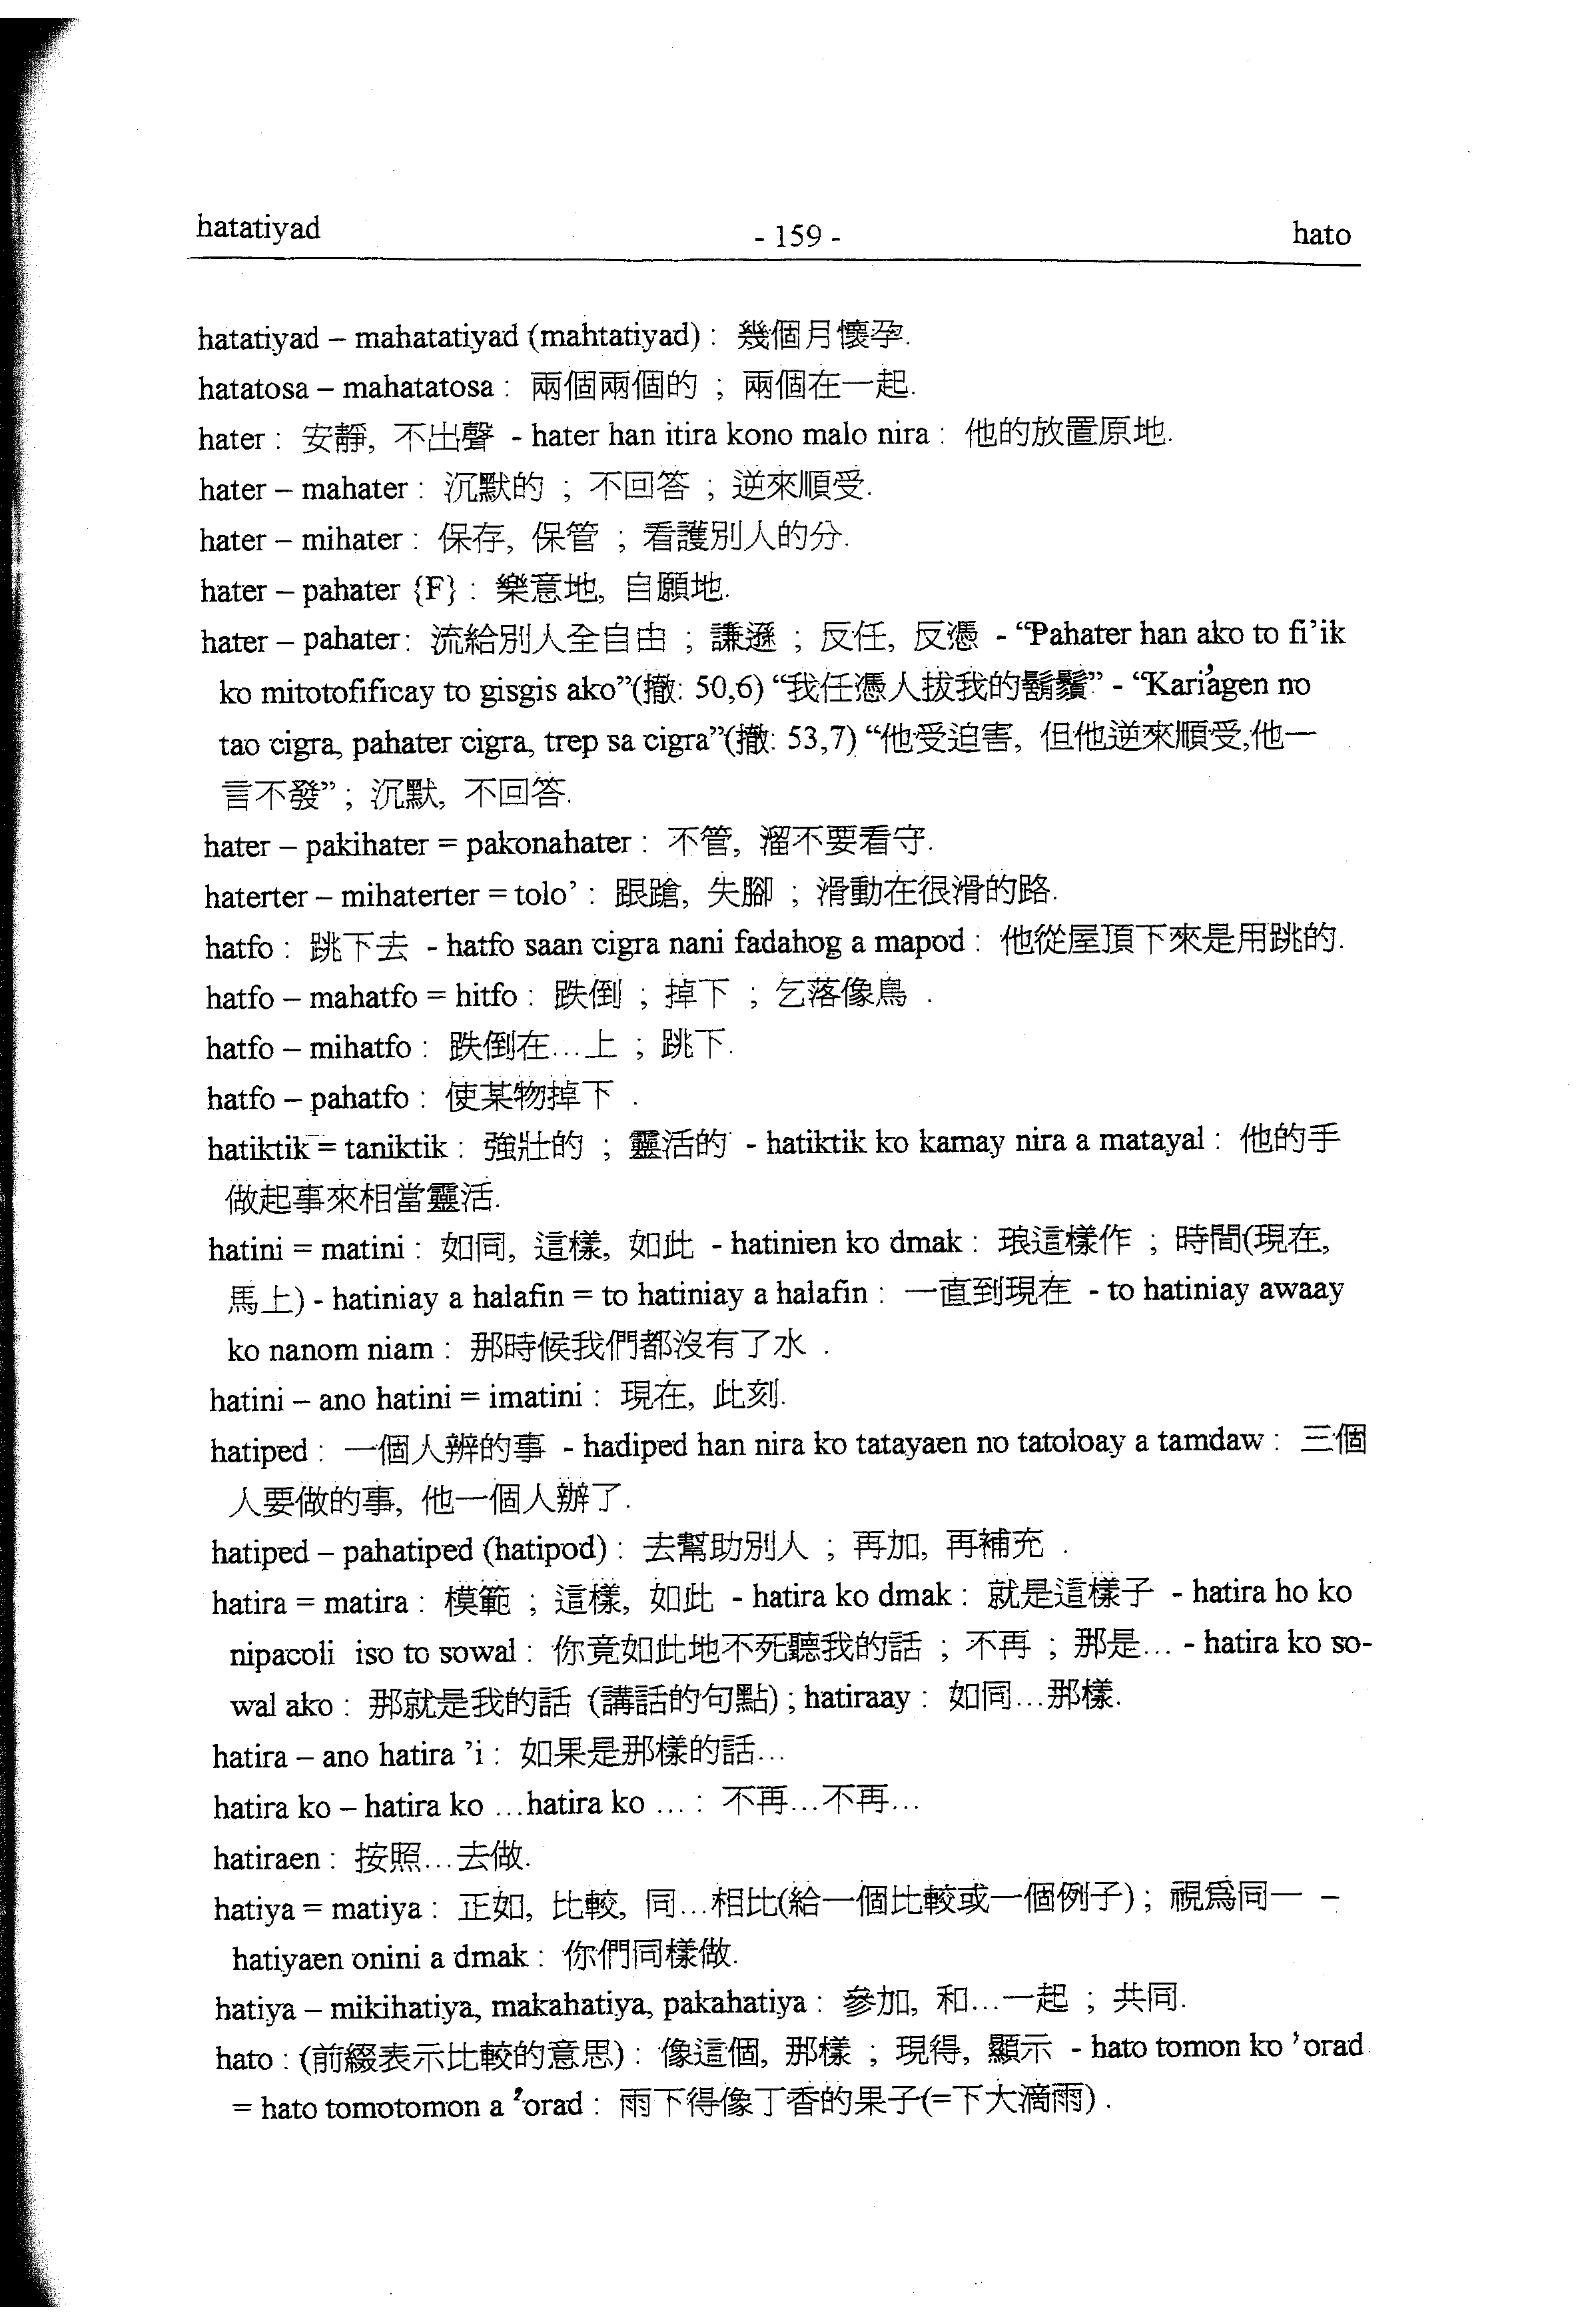 hatatiyad
- 159 -
hato
hatatiyad – mahatatiyad (mahtatiyad) : 幾個月懷孕.
hatatosa – mahatatosa : 兩個兩個的 ; 兩個在一起.
hater : 安靜, 不出聲 - hater han itira kono malo nira : 他的放置原地.
hater – mahater : 沉默的 ; 不回答 ; 逆來順受.
hater – mihater : 保存, 保管 ; 看護別人的分.
hater – pahater {F} : 樂意地, 自願地.
hater – pahater : 流給別人全自由 ; 謙遜 ; 反任, 反憑 - “Pahater han ako to fi’ik
ko mitotofificay to gisgis ako”(撤: 50,6) “我任憑人拔我的鬍鬚” - “Kari’agen no
tao cigra, pahater cigra, trep sa cigra”(撤: 53,7) “他受迫害, 但他逆來順受,他一
言不發” ; 沉默, 不回答.
hater – pakihater = pakonahater : 不管, 溜不要看守.
haterter – mihaterter = tolo’ : 踉蹌, 失腳 ; 滑動在很滑的路.
hatfo : 跳下去 - hatfo saan cigra nani fadahog a mapod : 他從屋頂下來是用跳的.
hatfo – mahatfo = hitfo : 跌倒 ; 掉下 ; 乞落像鳥 .
hatfo – mihatfo : 跌倒在…上 ; 跳下.
hatfo – pahatfo : 使某物掉下 .
hatiktik = taniktik : 強壯的 ; 靈活的 - hatiktik ko kamay nira a matayal : 他的手
做起事來相當靈活.
hatini = matini : 如同, 這樣, 如此 - hatinien ko dmak : 琅這樣作 ; 時間(現在,
馬上) - hatiniay a halafin = to hatiniay a halafin : 一直到現在 - to hatiniay awaay
ko nanom niam : 那時候我們都沒有了水 .
hatini – ano hatini = imatini : 現在, 此刻.
hatiped : 一個人辨的事 - hadiped han nira ko tatayaen no tatoloay a tamdaw : 三個
人要做的事, 他一個人辦了.
hatiped – pahatiped (hatipod) : 去幫助別人 ; 再加, 再補充 .
hatira = matira : 模範 ; 這樣, 如此 - hatira ko dmak : 就是這樣子 - hatira ho ko
nipacoli iso to sowal : 你竟如此地不死聽我的話 ; 不再 ; 那是… - hatira ko so-
wal ako : 那就是我的話 (講話的句點) ; hatiraay : 如同…那樣.
hatira – ano hatira ’i : 如果是那樣的話…
hatira ko – hatira ko …hatira ko … : 不再…不再…
hatiraen : 按照…去做.
hatiya = matiya : 正如, 比較, 同…相比(給一個比較或一個例子) ; 視為同一 –
hatiyaen onini a dmak : 你們同樣做.
hatiya – mikihatiya, makahatiya, pakahatiya : 參加, 和…一起 ; 共同.
hato : (前綴表示比較的意思) : 像這個, 那樣 ; 現得, 顯示 - hato tomon ko ’orad
= hato tomotomon a ’orad : 雨下得像丁香的果子(=下大滴雨) .